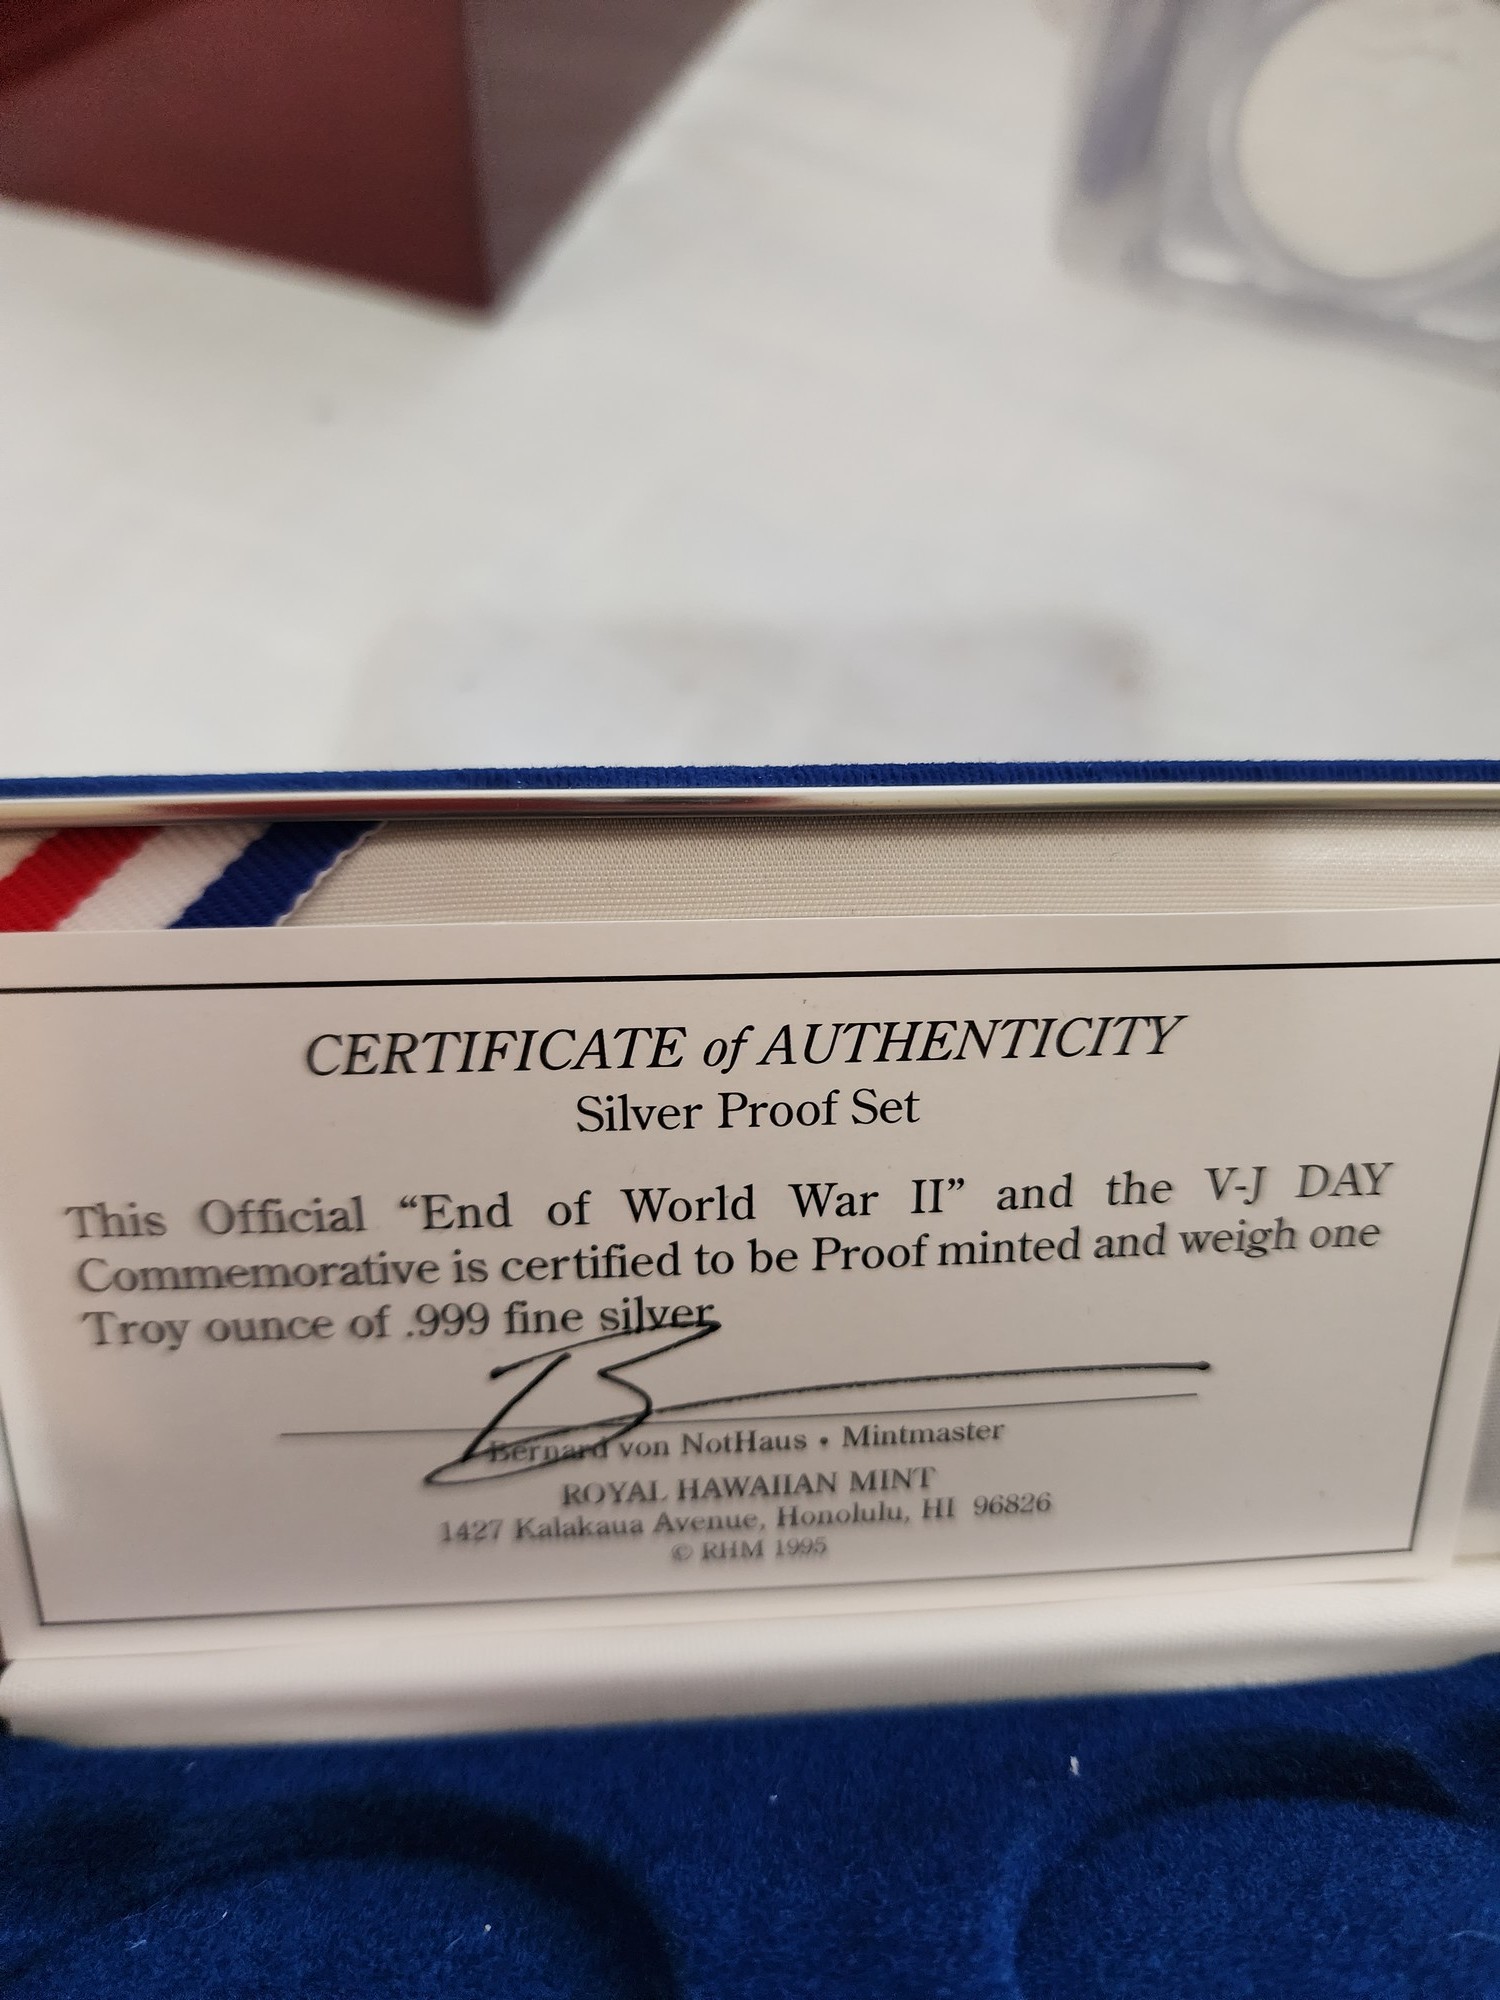 CERTIFICATE of AUTHENTICITY
Silver Proof Set
This Official “End of World War II” and the V-J DAY
Commemorative is certified to be Proof minted and weigh one
Troy ounce of .999 fine silver
Bernard von NotHaus • Mintmaster
ROYAL HAWAIIAN MINT
1427 Kalakaua Avenue, Honolulu, HI 96826
© RHM 1995